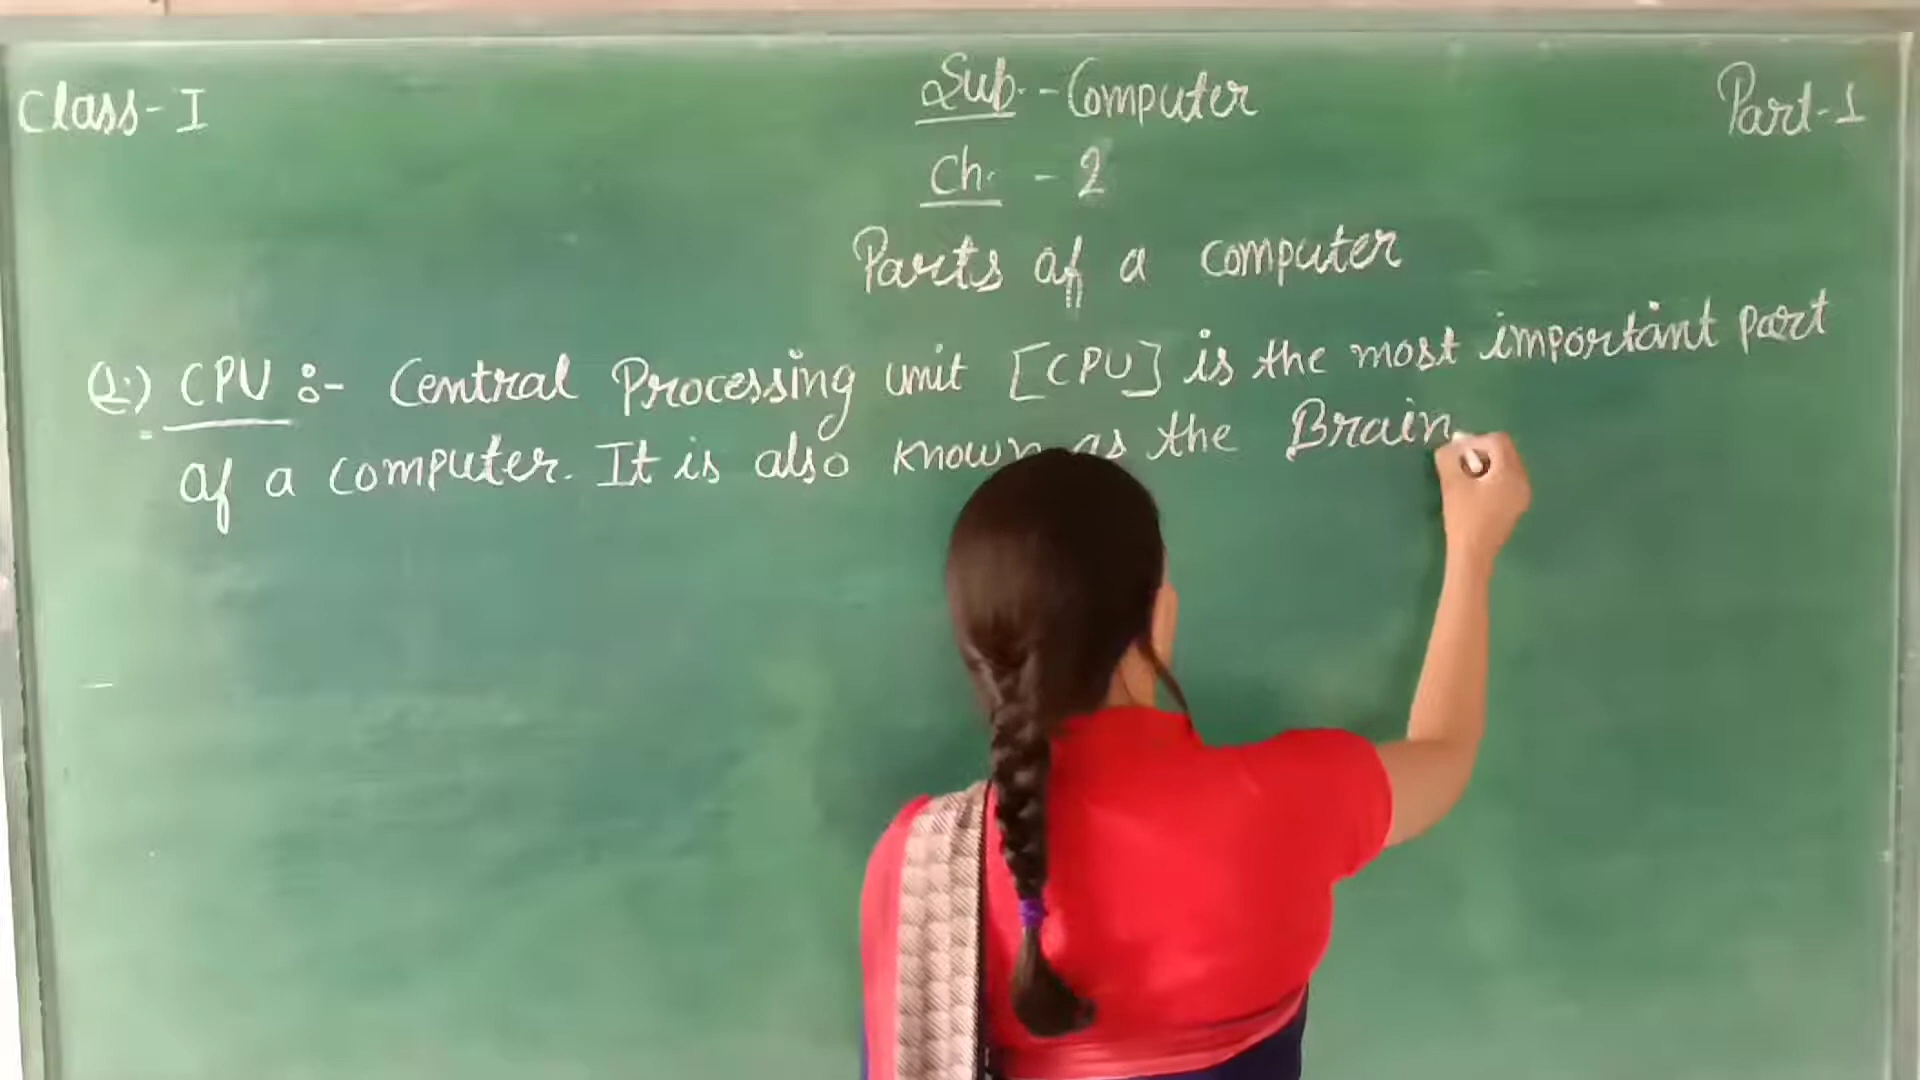 Class-I Sub.-Computer Part-1
Ch. - 2
Parts of a computer
Q.) CPU :- Central Processing unit [CPU] is the most important part
of a computer. It is also known as the Brain